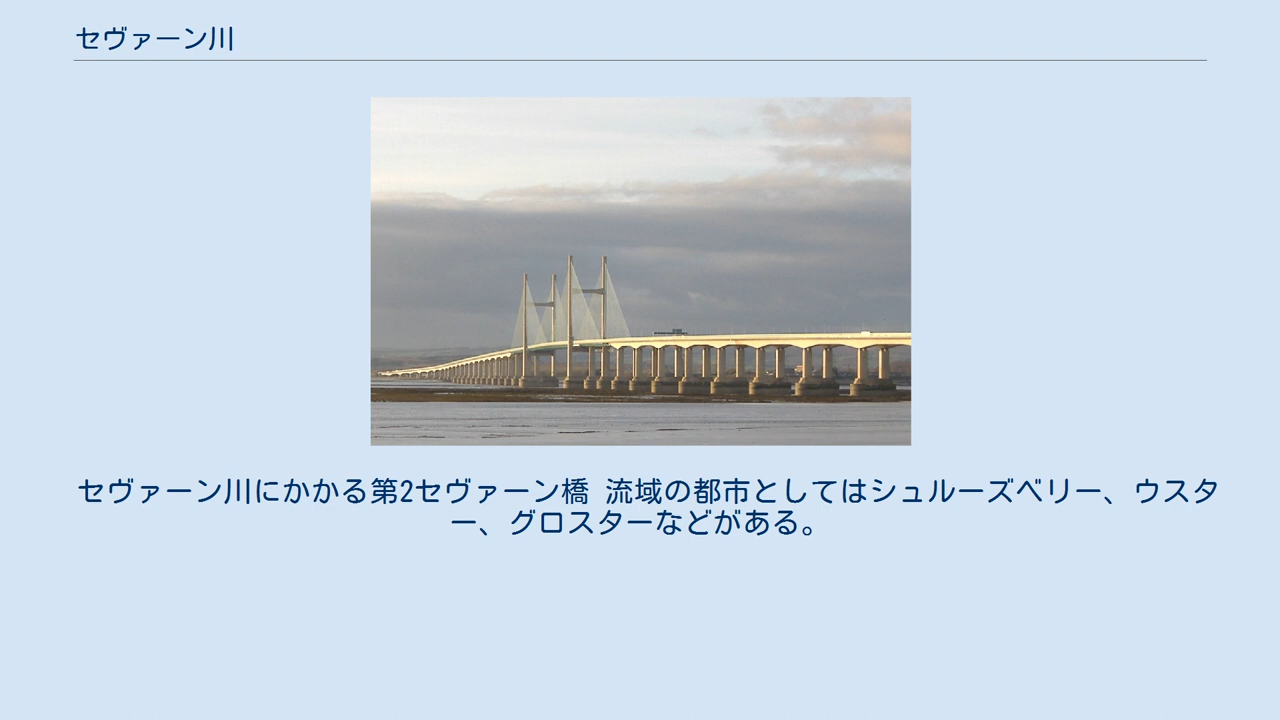 セヴァーン川
セヴァーン川にかかる第2セヴァーン橋 流域の都市としてはシュルーズベリー、ウスタ
ー、グロスターなどがある。